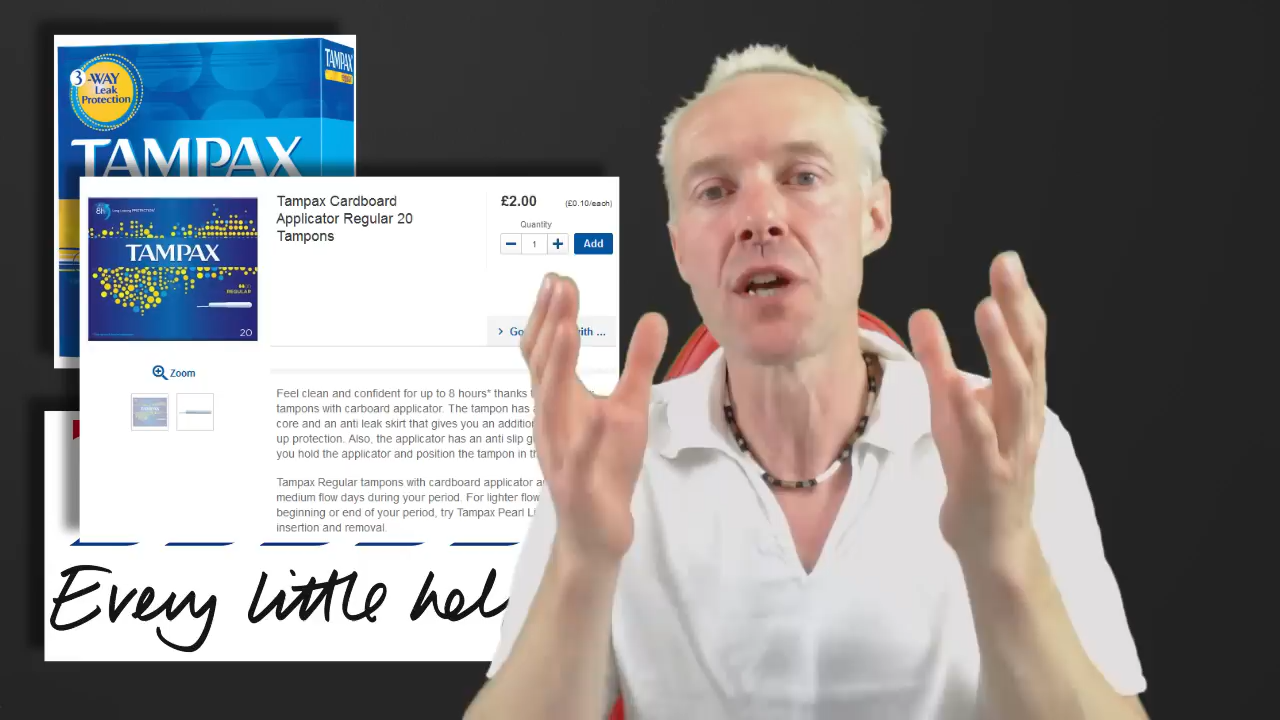 3-WAY
Leak
Protection
TAMPAX
TAMPAX
8h
TAMPAX
REGULAR
20
Tampax Cardboard
Applicator Regular 20
Tampons
£2.00 (£0.10/each)
Quantity
1 Add
Zoom
Feel clean and confident for up to 8 hours* thanks
tampons with carboard applicator. The tampon has
core and an anti leak skirt that gives you an
up protection. Also, the applicator has an anti slip
you hold the applicator and position the tampon in
Tampax Regular tampons with cardboard applicator
medium flow days during your period. For lighter
beginning or end of your period, try Tampax Pearl
insertion and removal.
Every little hel